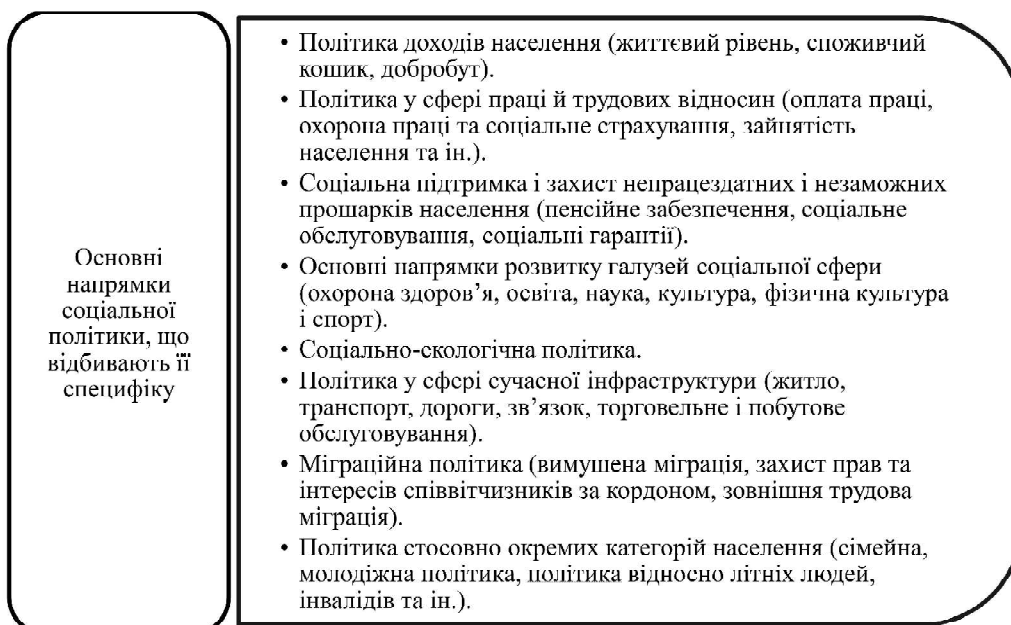 Основні
напрямки
соціальної
політики, що
відбивають її
специфіку
• Політика доходів населення (життєвий рівень, споживчий
кошик, добробут).
• Політика у сфері праці й трудових відносин (оплата праці,
охорона праці та соціальне страхування, зайнятість
населення та ін.).
• Соціальна підтримка і захист непрацездатних і незаможних
прошарків населення (пенсійне забезпечення, соціальне
обслуговування, соціальні гарантії).
• Основні напрямки розвитку галузей соціальної сфери
(охорона здоров’я, освіта, наука, культура, фізична культура
і спорт).
• Соціально-екологічна політика.
• Політика у сфері сучасної інфраструктури (житло,
транспорт, дороги, зв’язок, торговельне і побутове
обслуговування).
• Міграційна політика (вимушена міграція, захист прав та
інтересів співвітчизників за кордоном, зовнішня трудова
міграція).
• Політика стосовно окремих категорій населення (сімейна,
молодіжна політика, політика відносно літніх людей,
інвалідів та ін.).